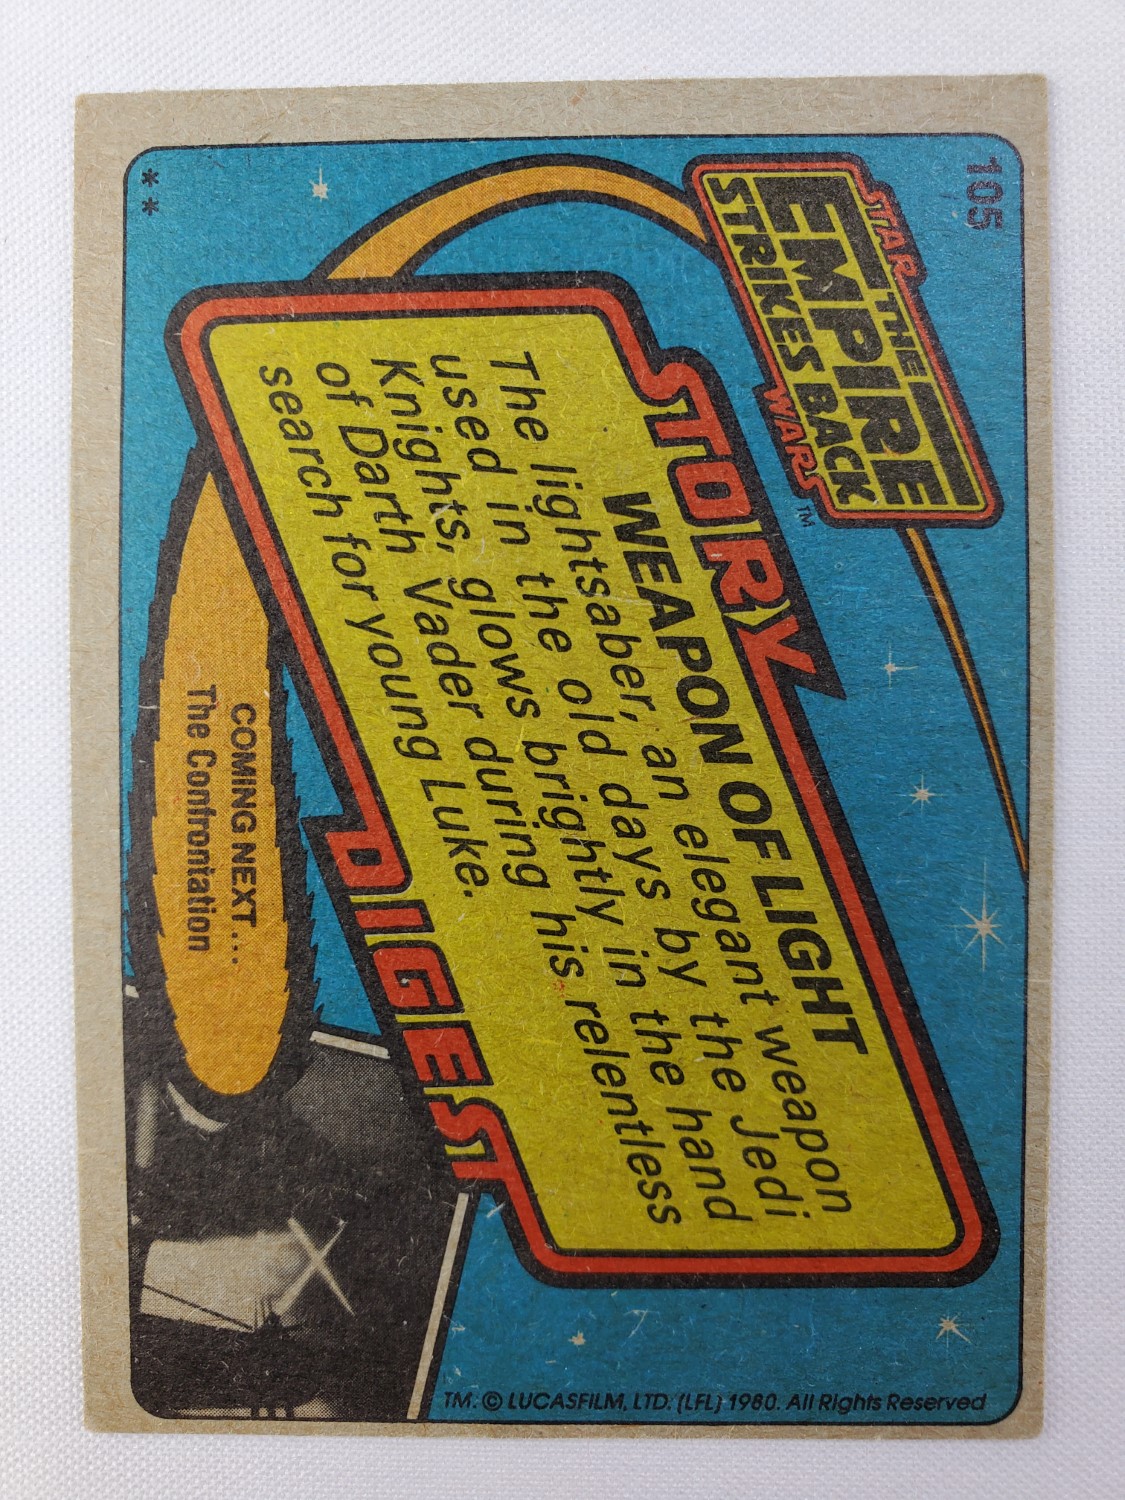 105
STAR
THE
EMPIRE
STRIKES BACK
WARS™
STORY
WEAPON OF LIGHT
The lightsaber, an elegant weapon
used in the old days by the Jedi
Knights, glows brightly in the hand
of Darth Vader during his relentless
search for young Luke.
DIGEST
COMING NEXT...
The Confrontation
**
TM. © LUCASFILM, LTD. (LFL) 1980. All Rights Reserved